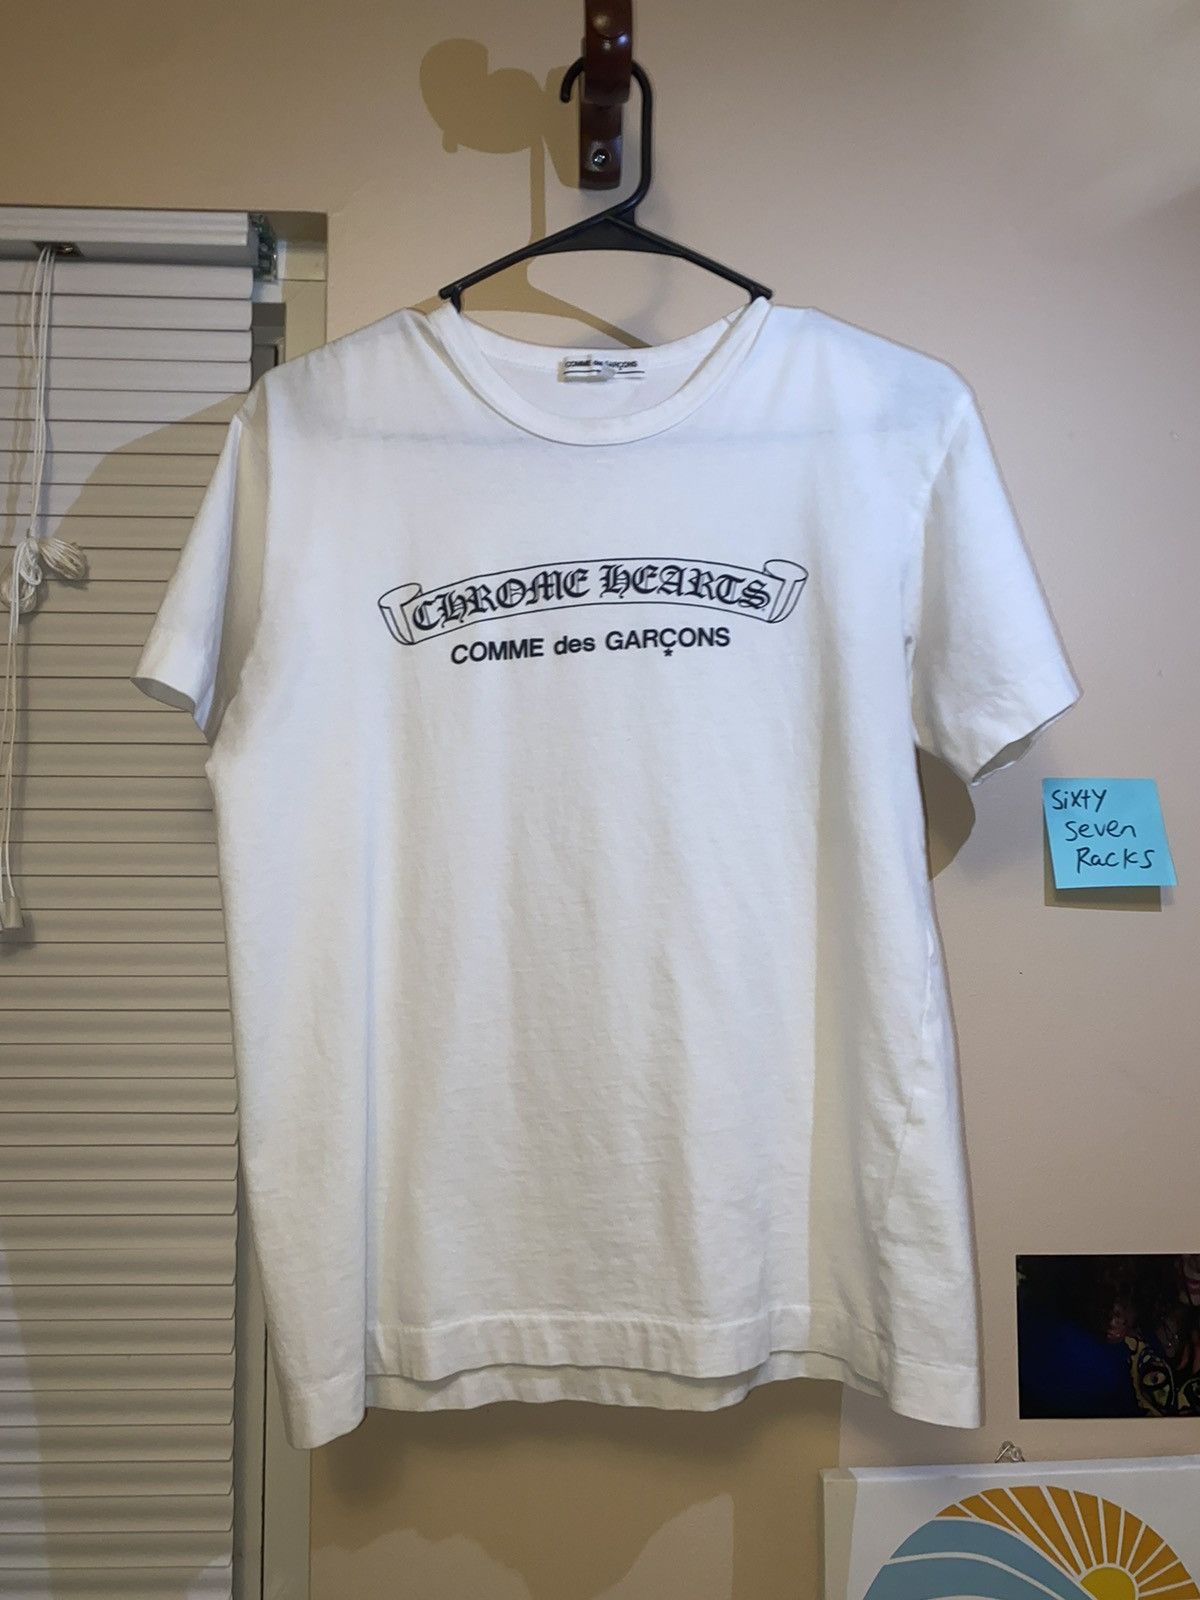 COMME des GARÇONS
CHROME HEARTS
COMME des GARÇONS
*
sixty
seven
Racks